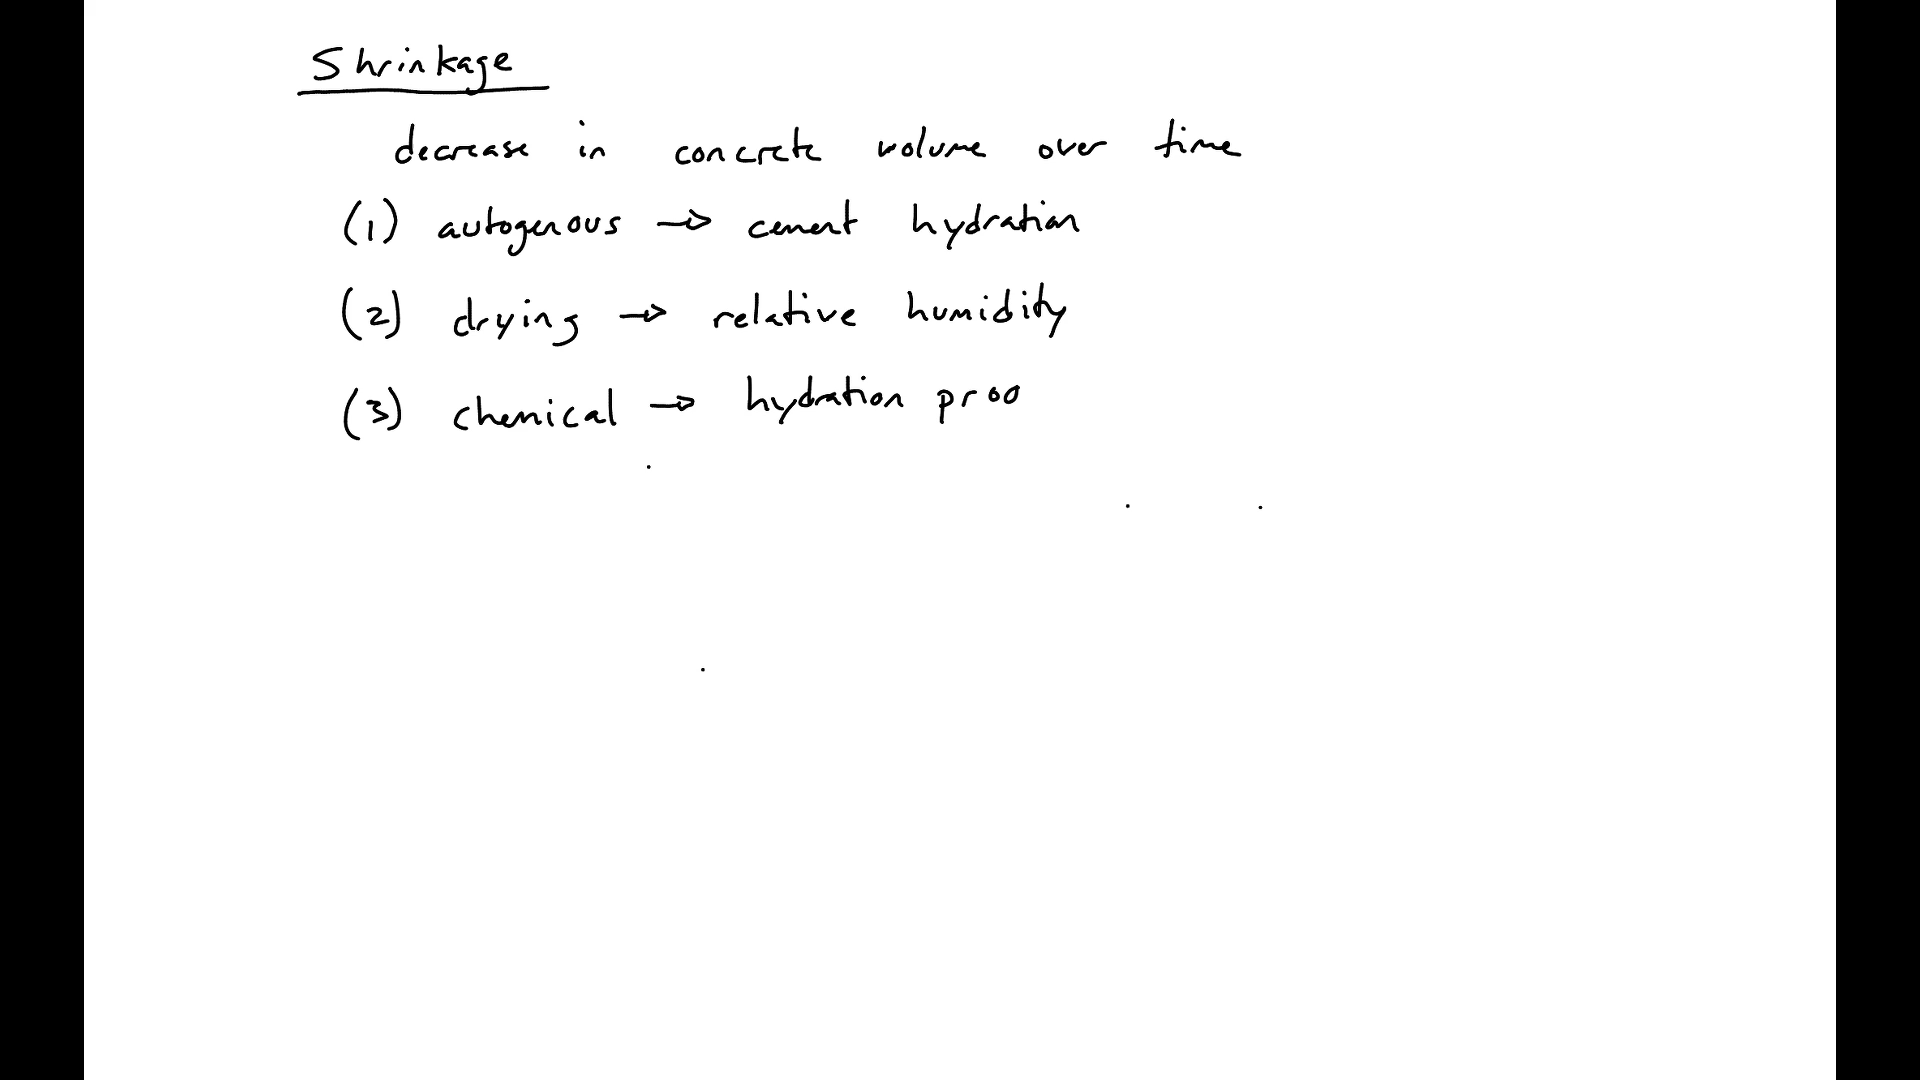 Shrinkage
decrease in concrete volume over time
(1) autogenous → cement hydration
(2) drying → relative humidity
(3) chemical → hydration proo